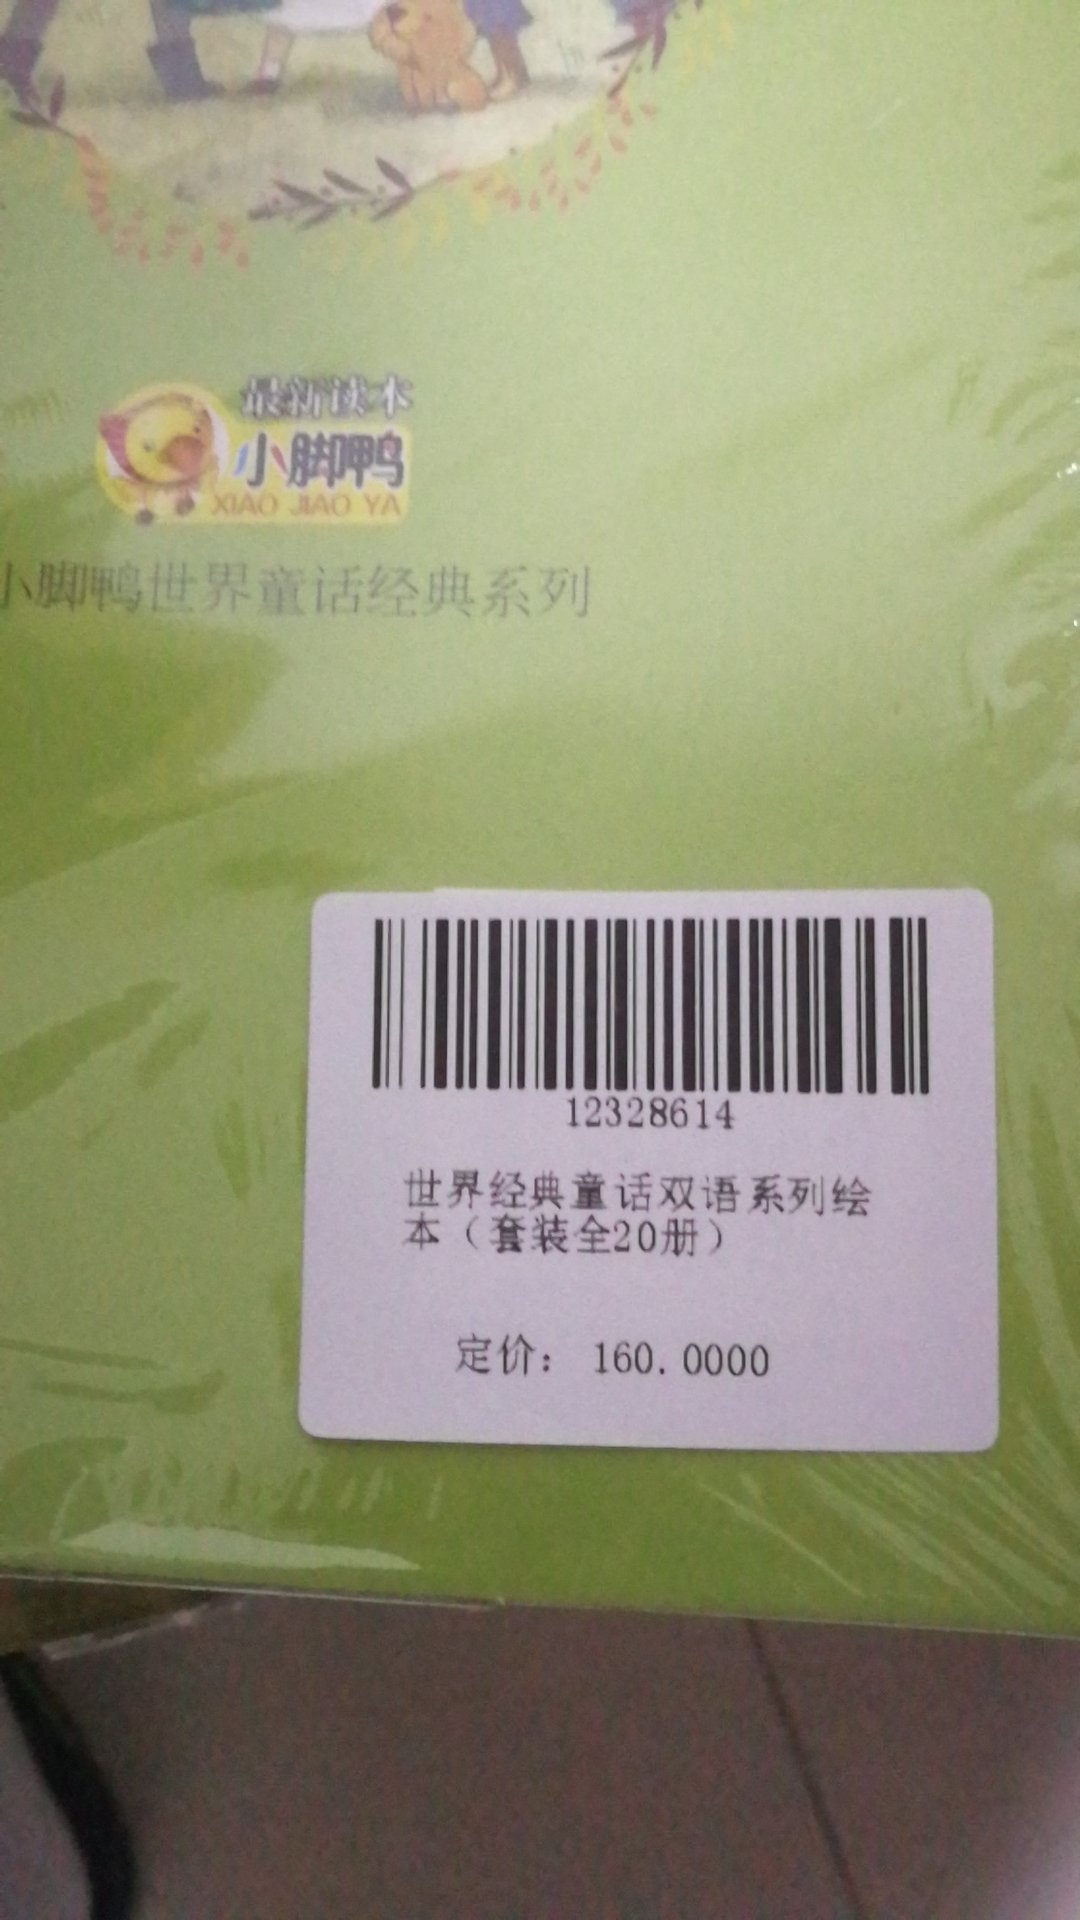 最新读本
小脚鸭
XIAO JIAO YA
小脚鸭世界童话经典系列
12328614
世界经典童话双语系列绘
本（套装全20册）
定价： 160.0000